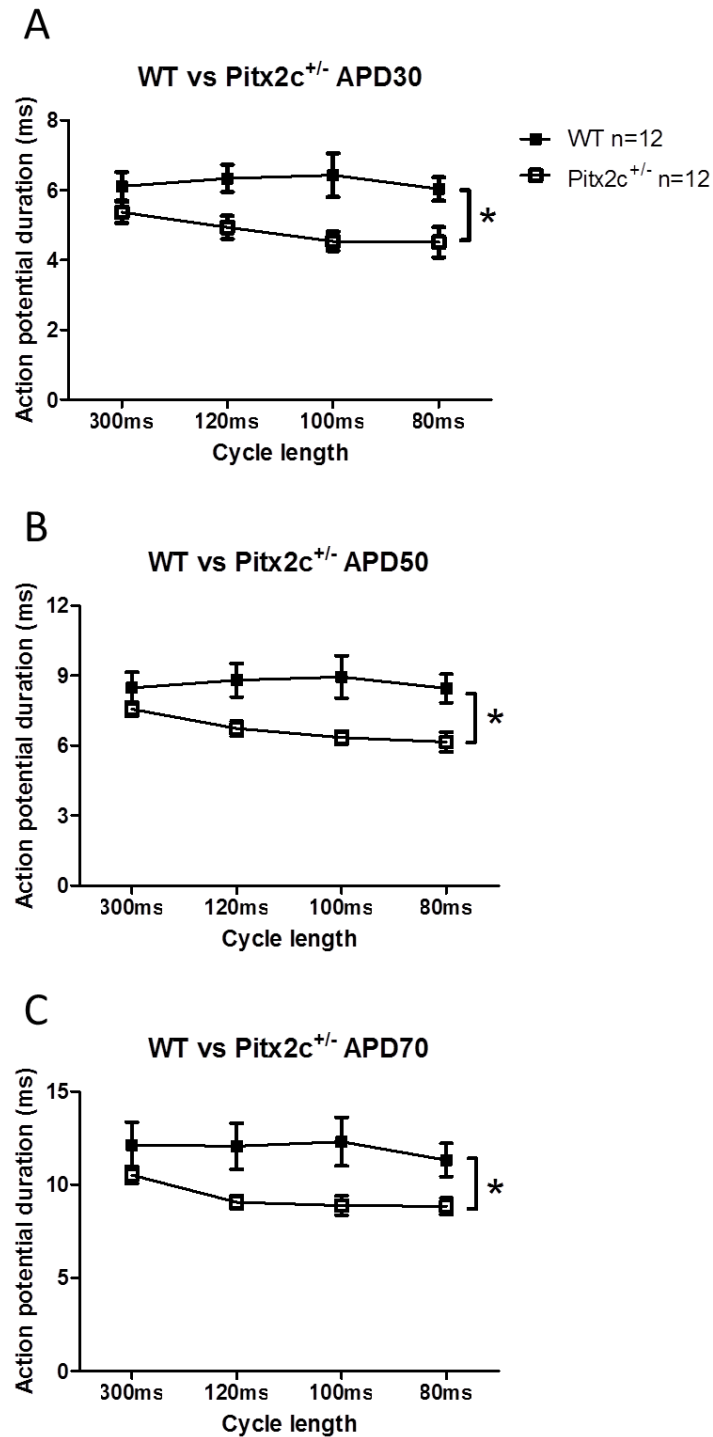 A
WT vs Pitx2c+/- APD30
Action potential duration (ms)
8
6
4
2
0
300ms 120ms 100ms 80ms
Cycle length
WT n=12
Pitx2c+/- n=12
*
B
WT vs Pitx2c+/- APD50
Action potential duration (ms)
12
9
6
3
0
300ms 120ms 100ms 80ms
Cycle length
*
C
WT vs Pitx2c+/- APD70
Action potential duration (ms)
15
10
5
0
300ms 120ms 100ms 80ms
Cycle length
*